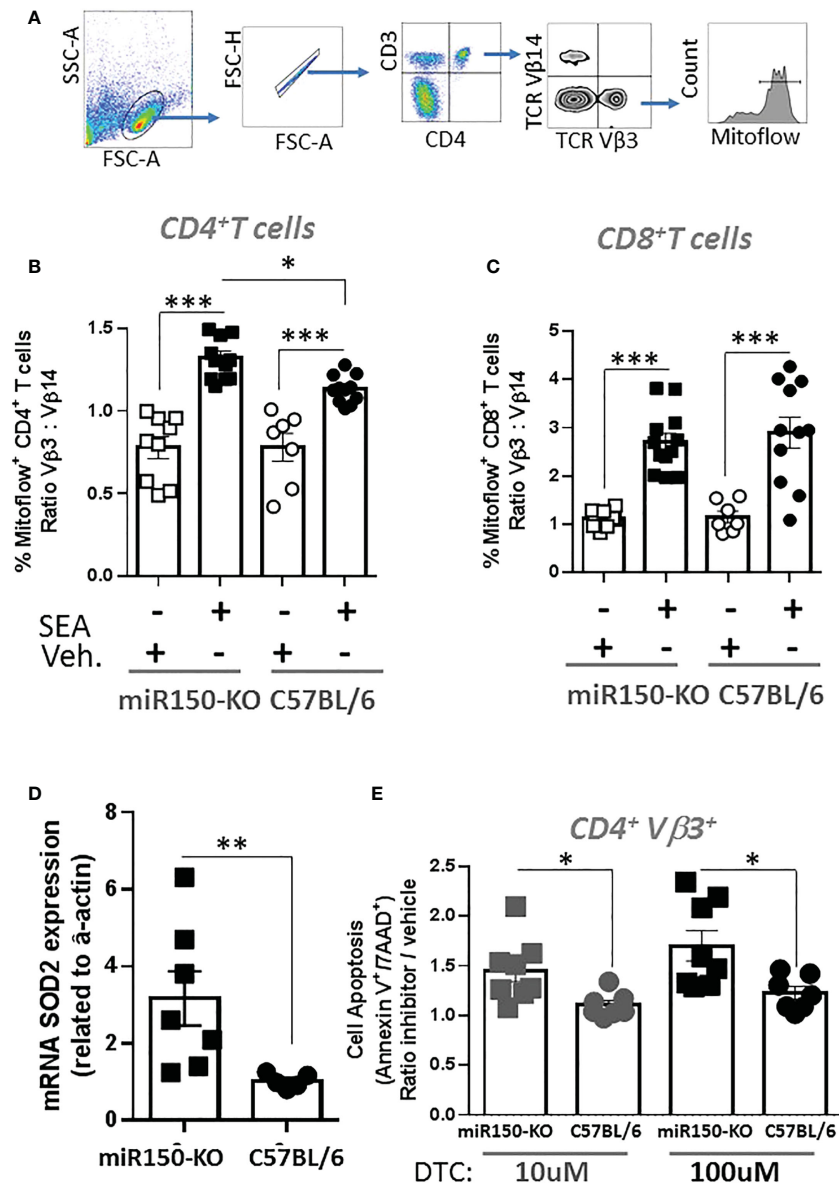 A
SSC-A
FSC-A
FSC-H
FSC-A
CD3
CD4
TCR Vβ14
TCR Vβ3
Count
Mitoflow
CD4+T cells
B
% Mitoflow+ CD4+ T cells
Ratio Vβ3 : Vβ14
1.5
1.0
0.5
0.0
***
*
***
SEA - + - +
Veh. + - + -
miR150-KO C57BL/6
CD8+T cells
C
% Mitoflow+ CD8+ T cells
Ratio Vβ3 : Vβ14
5
4
3
2
1
0
***
***
- + - +
+ - + -
miR150-KO C57BL/6
D
mRNA SOD2 expression
(related to â-actin)
8
6
4
2
0
**
miR150-KO C57BL/6
E
CD4+ Vβ3+
Cell Apoptosis
(Annexin V+/7AAD+)
Ratio inhibitor / vehicle
2.5
2.0
1.5
1.0
0.5
0.0
*
*
miR150-KO C57BL/6 miR150-KO C57BL/6
DTC: 10uM 100uM